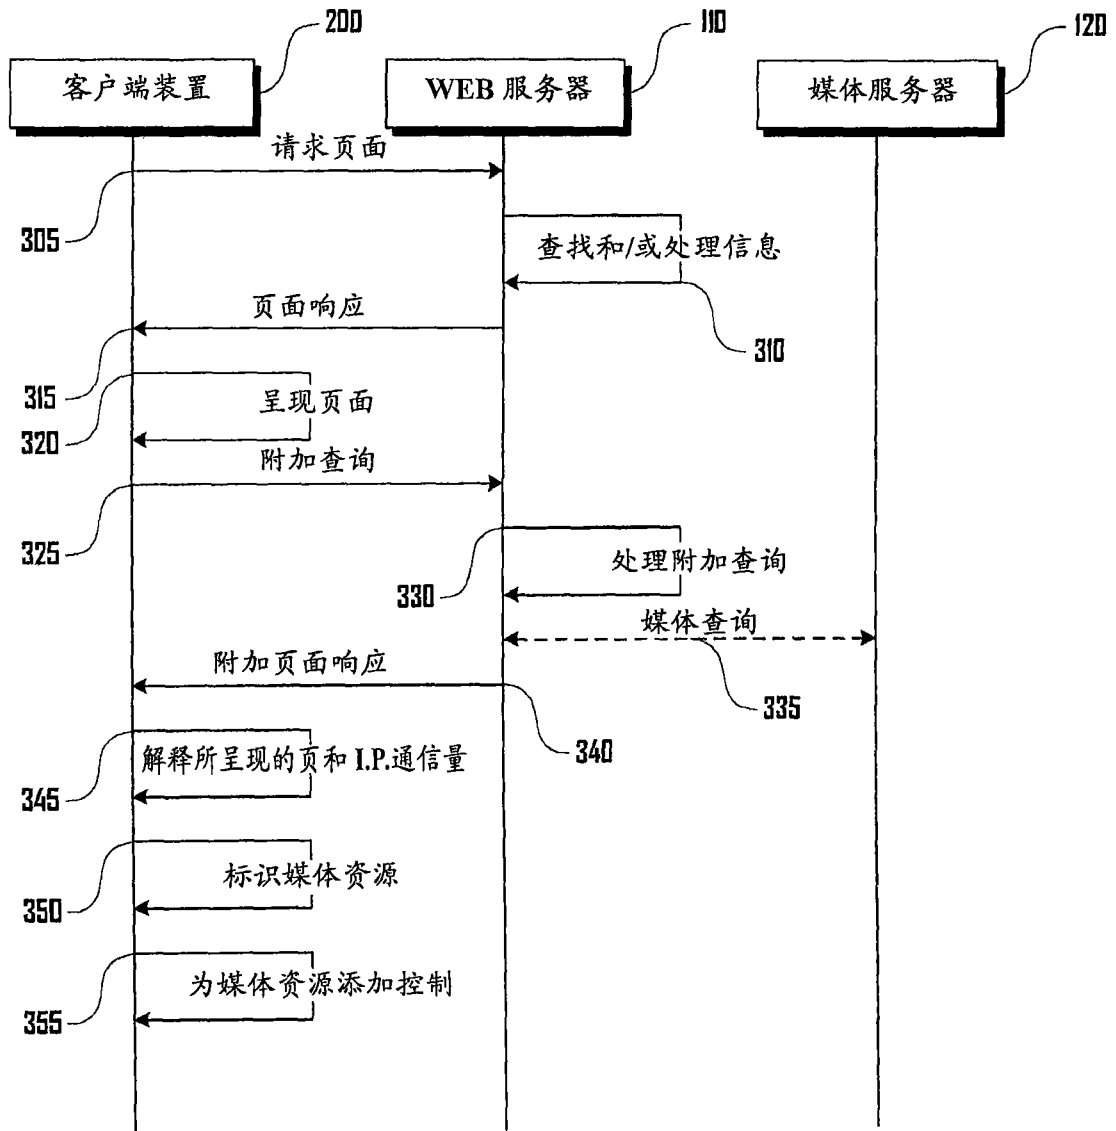 200
110
120
客户端装置
WEB 服务器
媒体服务器
请求页面
305
查找和/或处理信息
310
页面响应
315
呈现页面
320
附加查询
325
处理附加查询
330
媒体查询
335
附加页面响应
340
解释所呈现的页和 I.P.通信量
345
标识媒体资源
350
为媒体资源添加控制
355